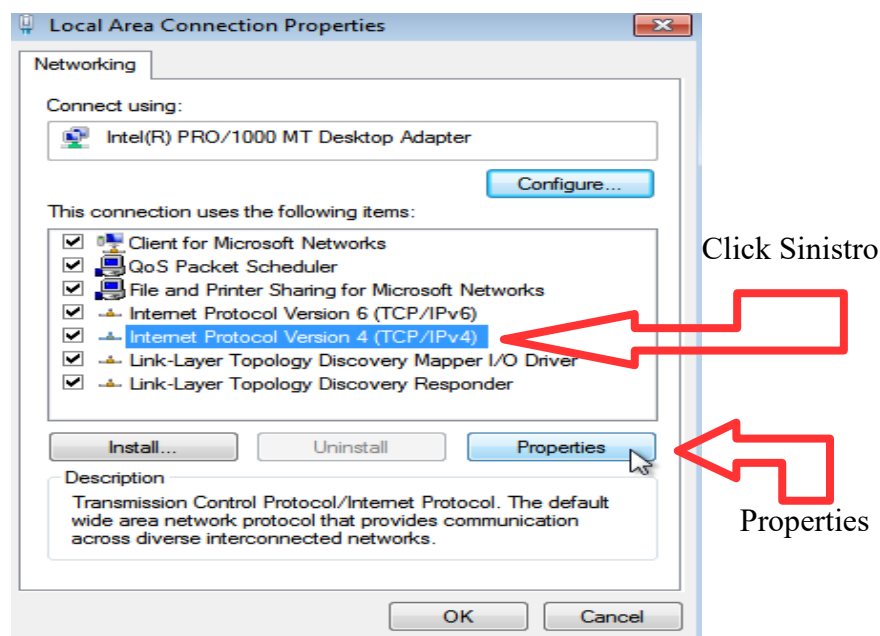 Local Area Connection Properties
Networking
Connect using:
Intel(R) PRO/1000 MT Desktop Adapter
Configure...
This connection uses the following items:
Client for Microsoft Networks
QoS Packet Scheduler
File and Printer Sharing for Microsoft Networks
Internet Protocol Version 6 (TCP/IPv6)
Internet Protocol Version 4 (TCP/IPv4)
Link-Layer Topology Discovery Mapper I/O Driver
Link-Layer Topology Discovery Responder
Click Sinistro
Install... Uninstall Properties
Description
Transmission Control Protocol/Internet Protocol. The default
wide area network protocol that provides communication
across diverse interconnected networks.
Properties
OK Cancel